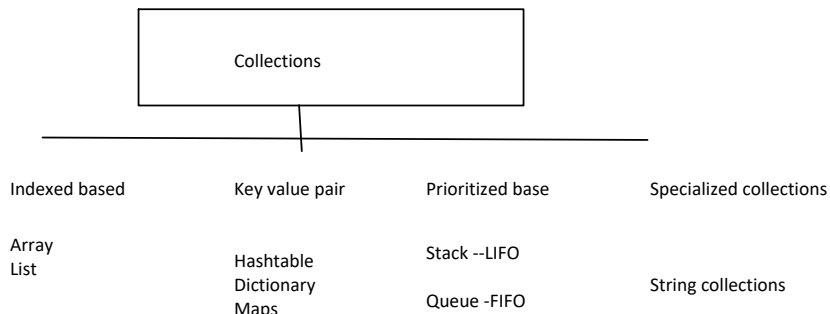 Collections
Indexed based
Key value pair
Prioritized base
Specialized collections
Array
List
Hashtable
Dictionary
Maps
Stack --LIFO
Queue -FIFO
String collections